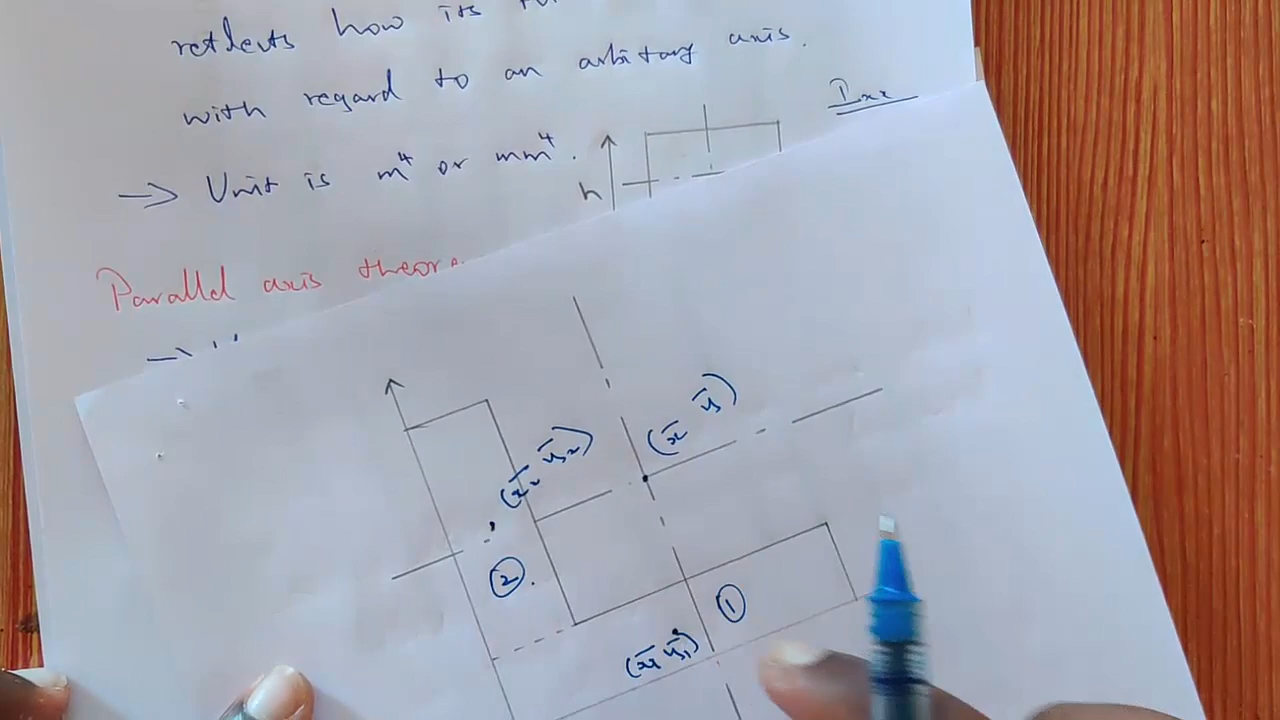 reflects how its
with regard to an arbitary axis.
→ Unit is m⁴ or mm⁴.
h
Ixx
Parallel axis theore
→
(x̄ ȳ)
(x̄₂ ȳ₂)
②.
①
(x̄₁ ȳ₁)